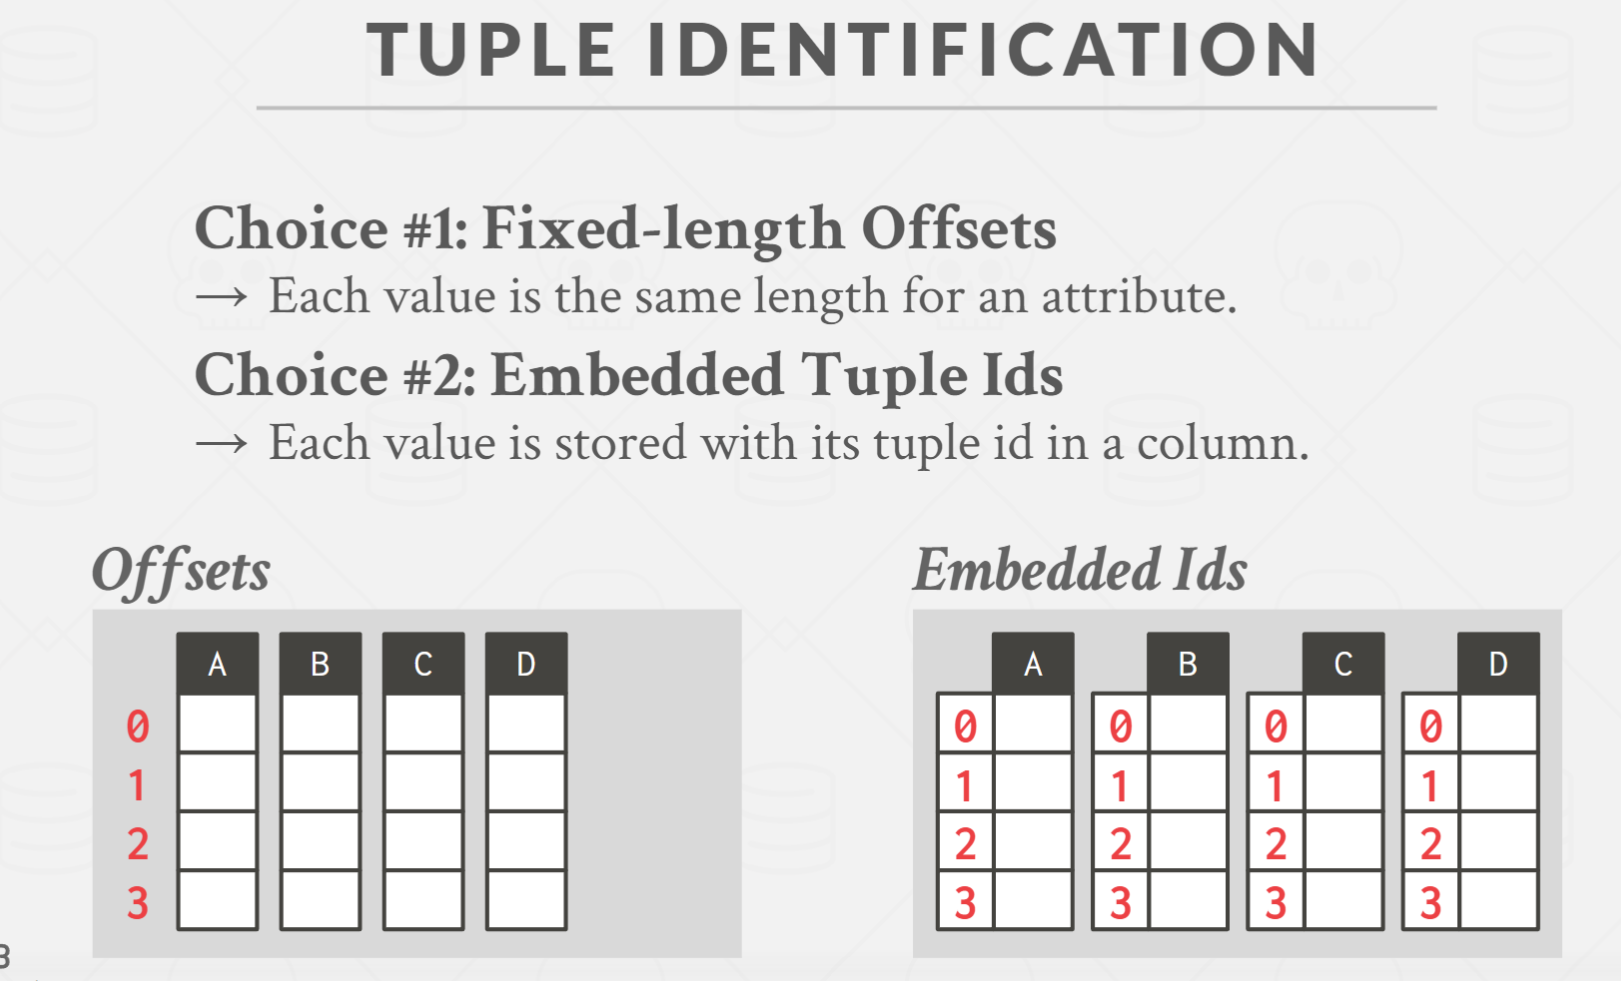 TUPLE IDENTIFICATION
Choice #1: Fixed-length Offsets
→ Each value is the same length for an attribute.
Choice #2: Embedded Tuple Ids
→ Each value is stored with its tuple id in a column.
Offsets
A B C D
0
1
2
3
Embedded Ids
A B C D
0 0 0 0
1 1 1 1
2 2 2 2
3 3 3 3